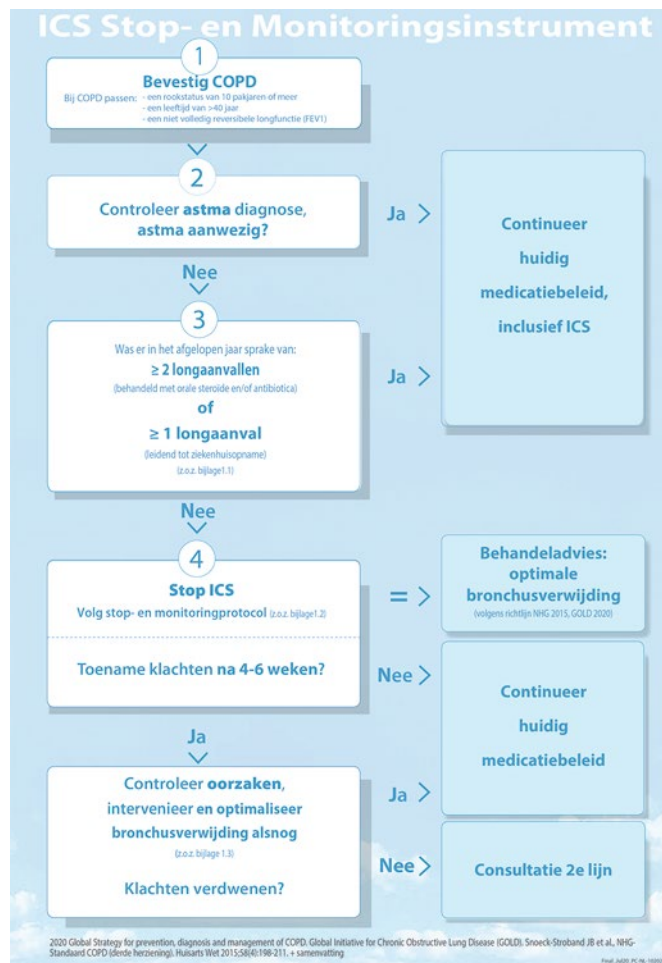 ICS Stop- en Monitoringsinstrument
1
Bevestig COPD
Bij COPD passen: - een rookstatus van 10 pakjaren of meer
- een leeftijd van >40 jaar
- een niet volledig reversibele longfunctie (FEV1)
2
Controleer astma diagnose,
astma aanwezig?
Ja >
Continueer
huidig
medicatiebeleid,
inclusief ICS
Nee
3
Was er in het afgelopen jaar sprake van:
≥ 2 longaanvallen
(behandeld met orale steroïde en/of antibiotica)
of
≥ 1 longaanval
(leidend tot ziekenhuisopname)
(z.o.z. bijlage1.1)
Ja >
Nee
4
Stop ICS
Volg stop- en monitoringprotocol (z.o.z. bijlage1.2)
= >
Behandeladvies:
optimale
bronchusverwijding
(volgens richtlijn NHG 2015, GOLD 2020)
Toename klachten na 4-6 weken?
Nee >
Continueer
huidig
medicatiebeleid
Ja
Controleer oorzaken,
intervenieer en optimaliseer
bronchusverwijding alsnog
(z.o.z. bijlage 1.3)
Klachten verdwenen?
Ja >
Nee >
Consultatie 2e lijn
2020 Global Strategy for prevention, diagnosis and management of COPD. Global Initiative for Chronic Obstructive Lung Disease (GOLD). Snoeck-Stroband JB et al., NHG-
Standaard COPD (derde herziening). Huisarts Wet 2015;58(4):198-211. + samenvatting